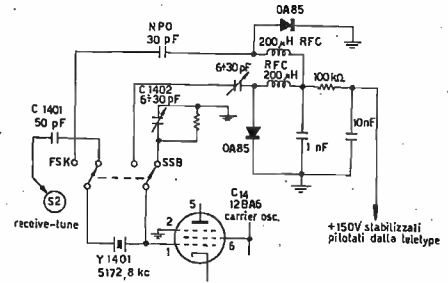 OA85
NPO
30 pF
200 µH RFC
RFC
200 µH
6÷30pF
100kΩ
C 1402
6÷30 PF
C 1401
50 pF
OA85
1 nF
10nF
FSK
SSB
S2
receive-tune
C14
12BA6
carrier osc.
5
2
6
1
+150V stabilizzati
pilotati dalla teletype
Y 1401
5172,8 kc